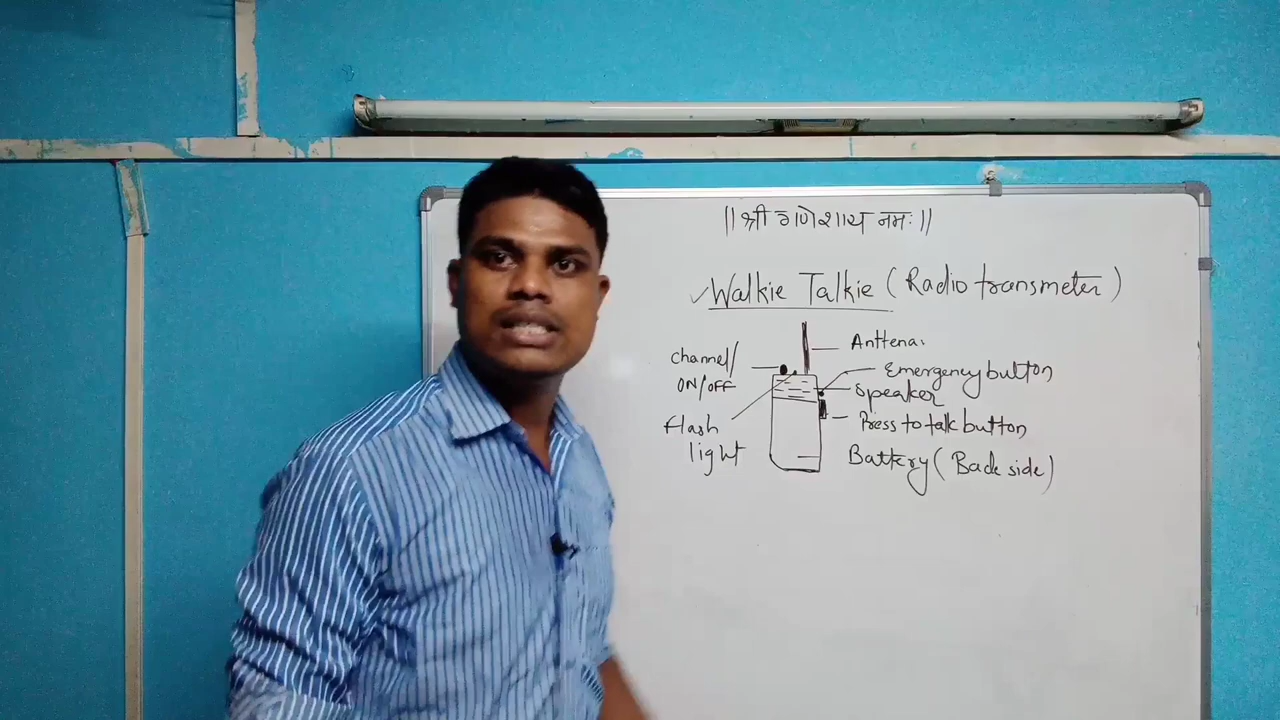 || श्री गणेशाय नमः ||
✓Walkie Talkie (Radio transmeter)
Anttena
channel/
ON/OFF
Emergency button
Speaker
Flash
light
Press to talk button
Battery (Back side)